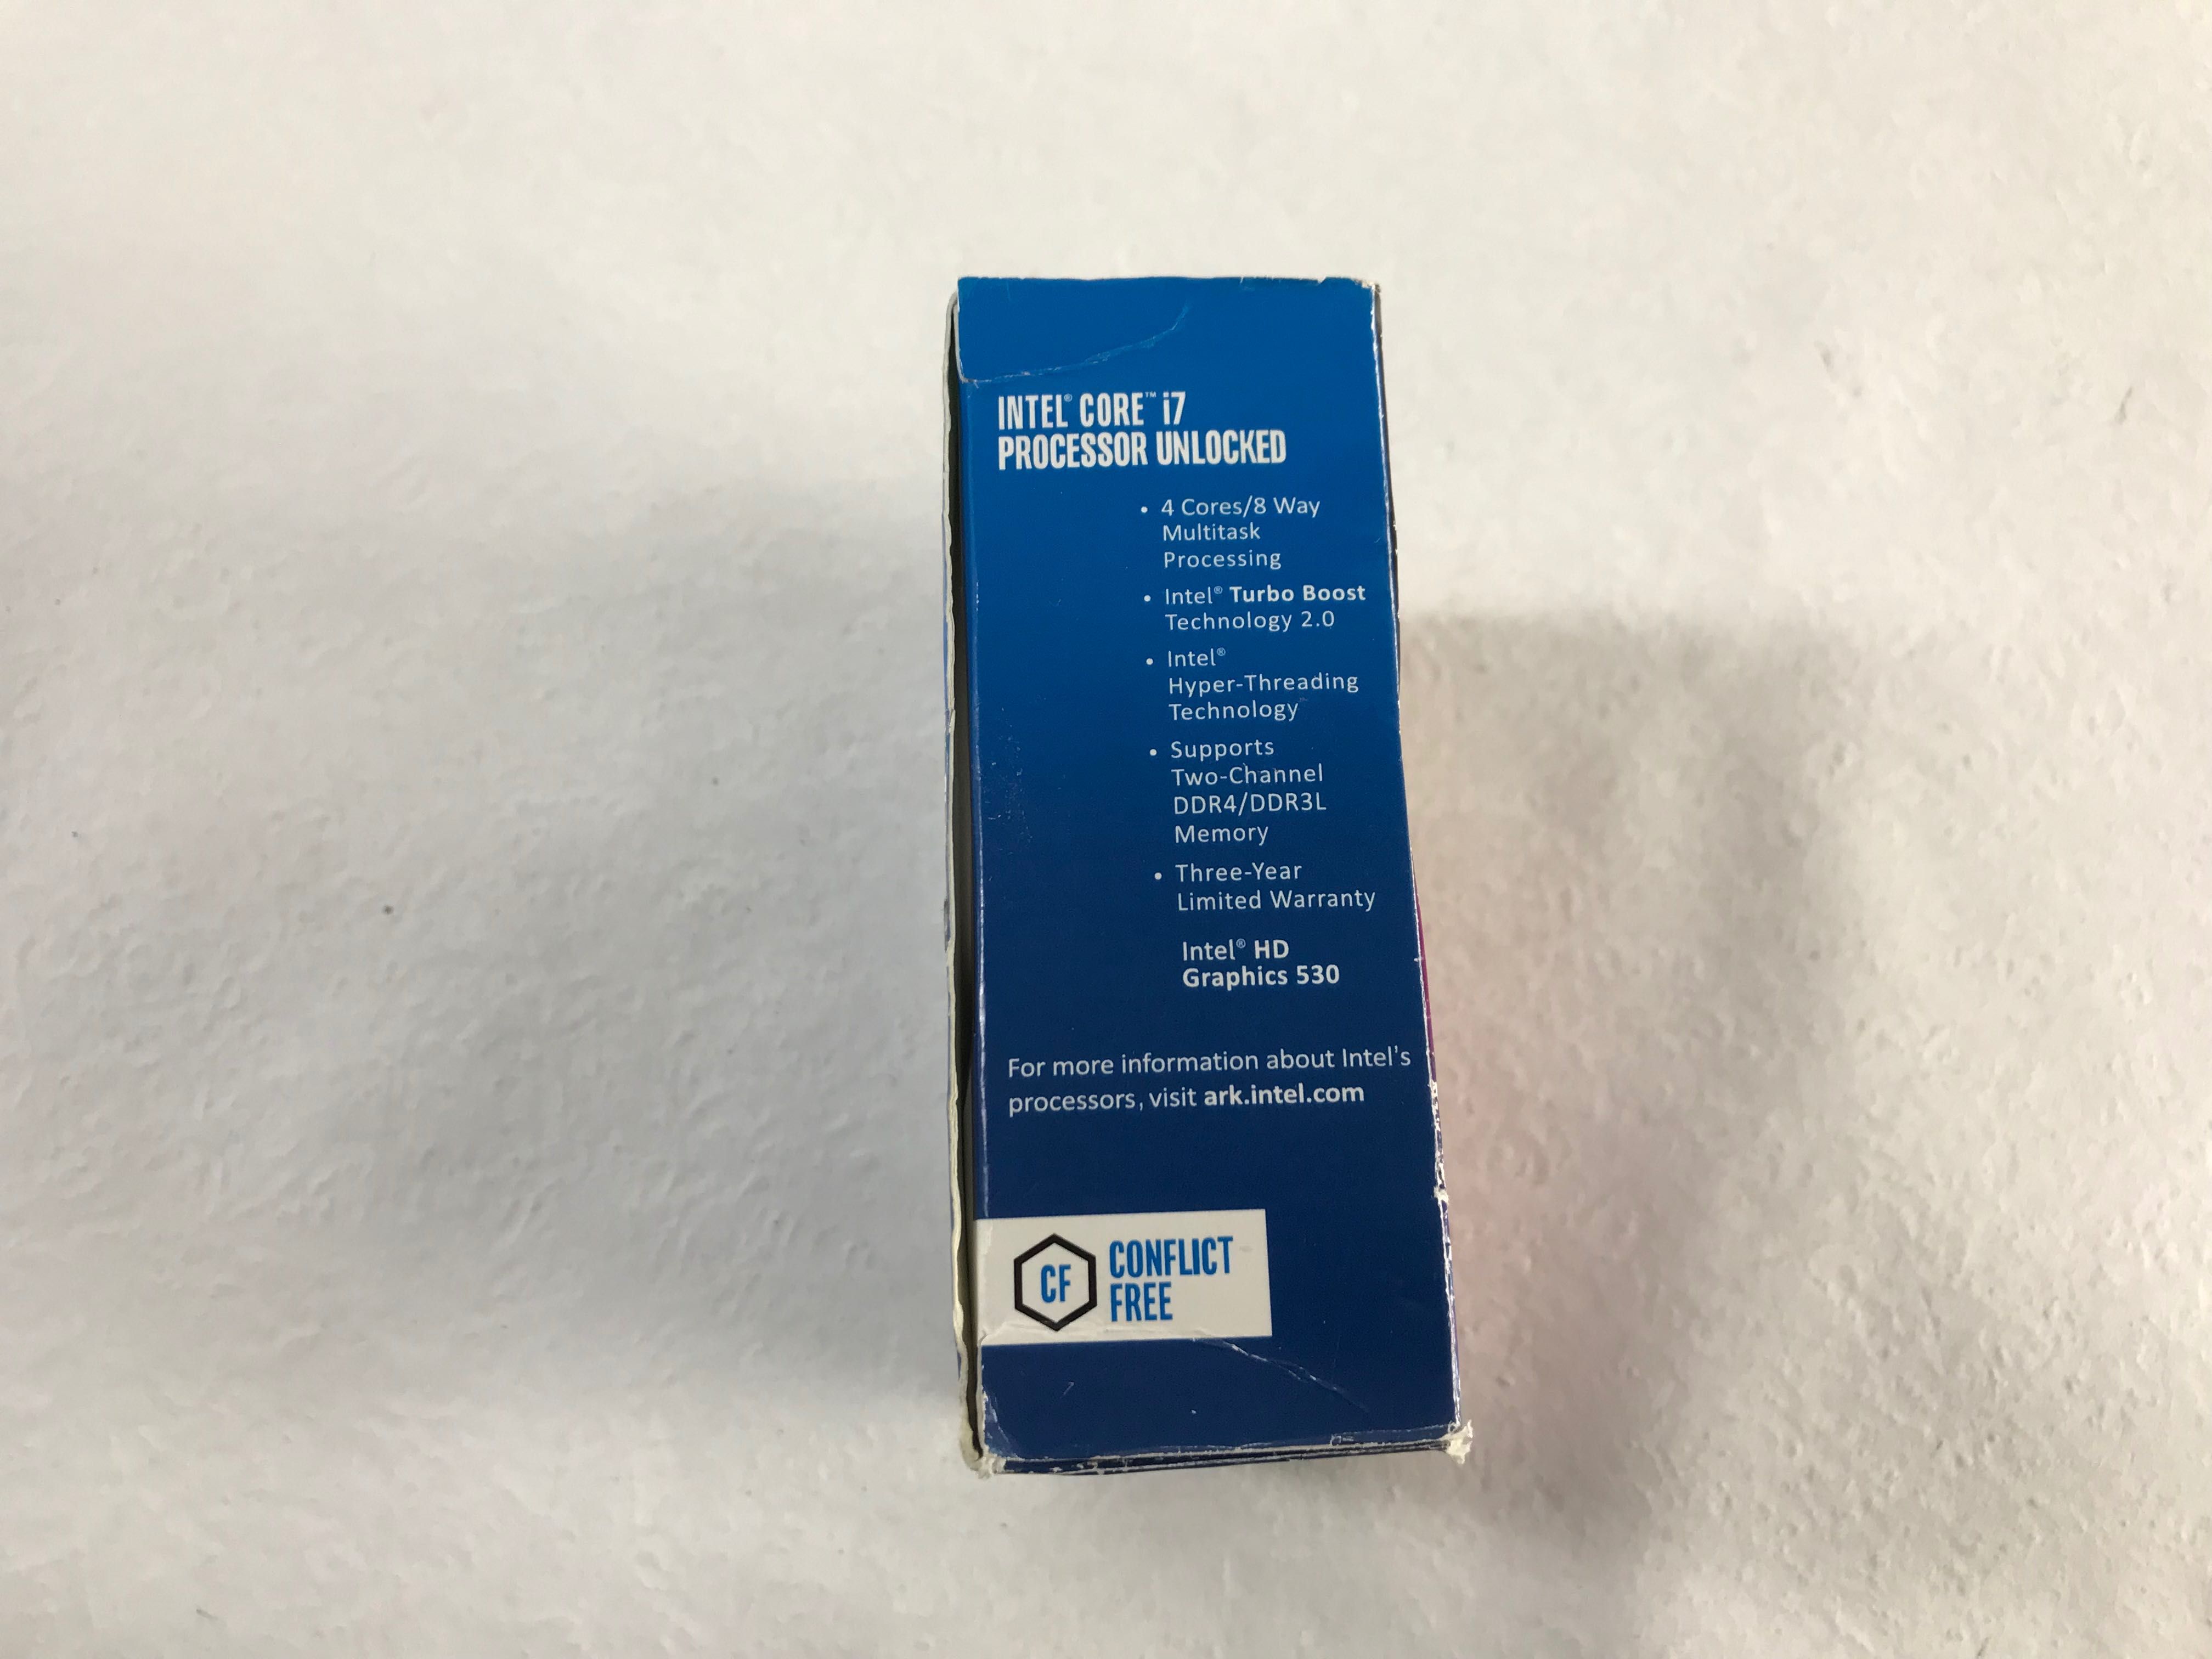 INTEL® CORE™ i7
PROCESSOR UNLOCKED
• 4 Cores/8 Way
Multitask
Processing
• Intel® Turbo Boost
Technology 2.0
• Intel®
Hyper-Threading
Technology
• Supports
Two-Channel
DDR4/DDR3L
Memory
• Three-Year
Limited Warranty
Intel® HD
Graphics 530
For more information about Intel's
processors, visit ark.intel.com
CF
CONFLICT
FREE